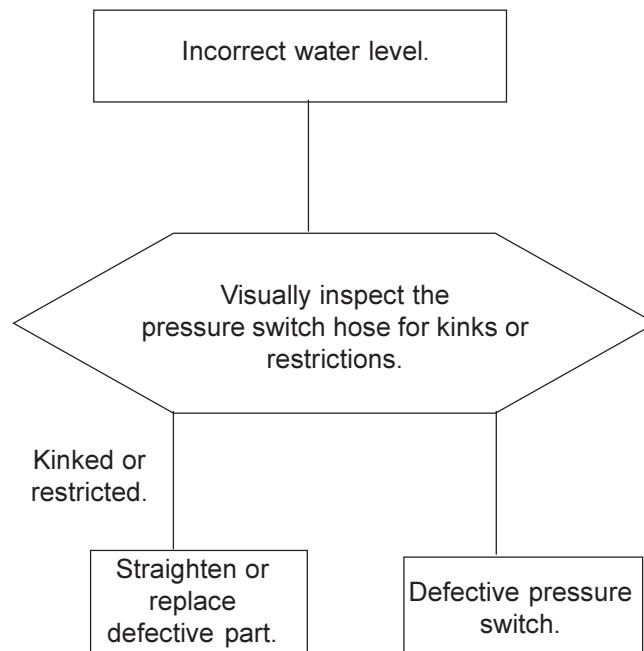 Incorrect water level.
Visually inspect the
pressure switch hose for kinks or
restrictions.
Kinked or
restricted.
Straighten or
replace
defective part.
Defective pressure
switch.